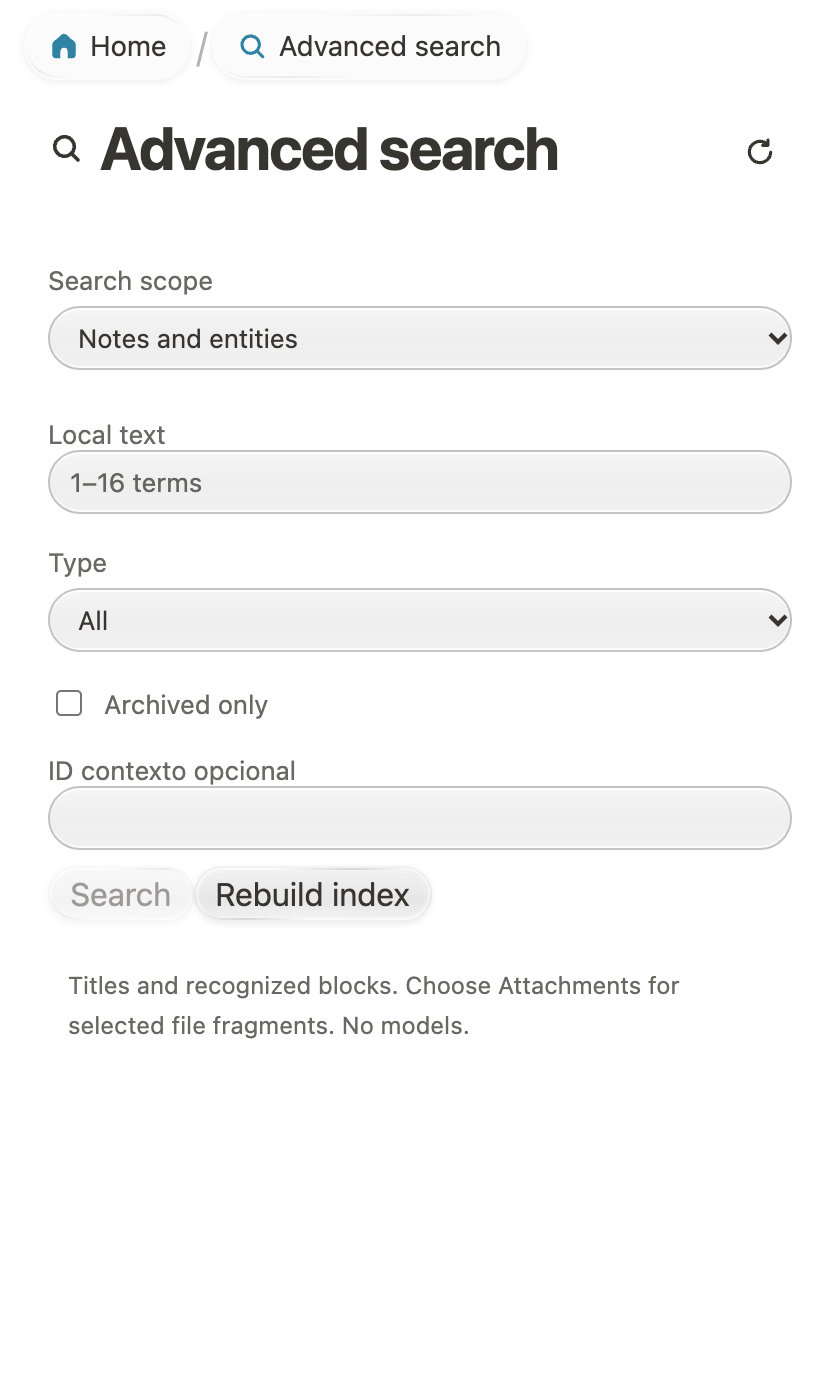 Home / Advanced search
Advanced search
Search scope
Notes and entities
Local text
1–16 terms
Type
All
Archived only
ID contexto opcional
Search Rebuild index
Titles and recognized blocks. Choose Attachments for
selected file fragments. No models.